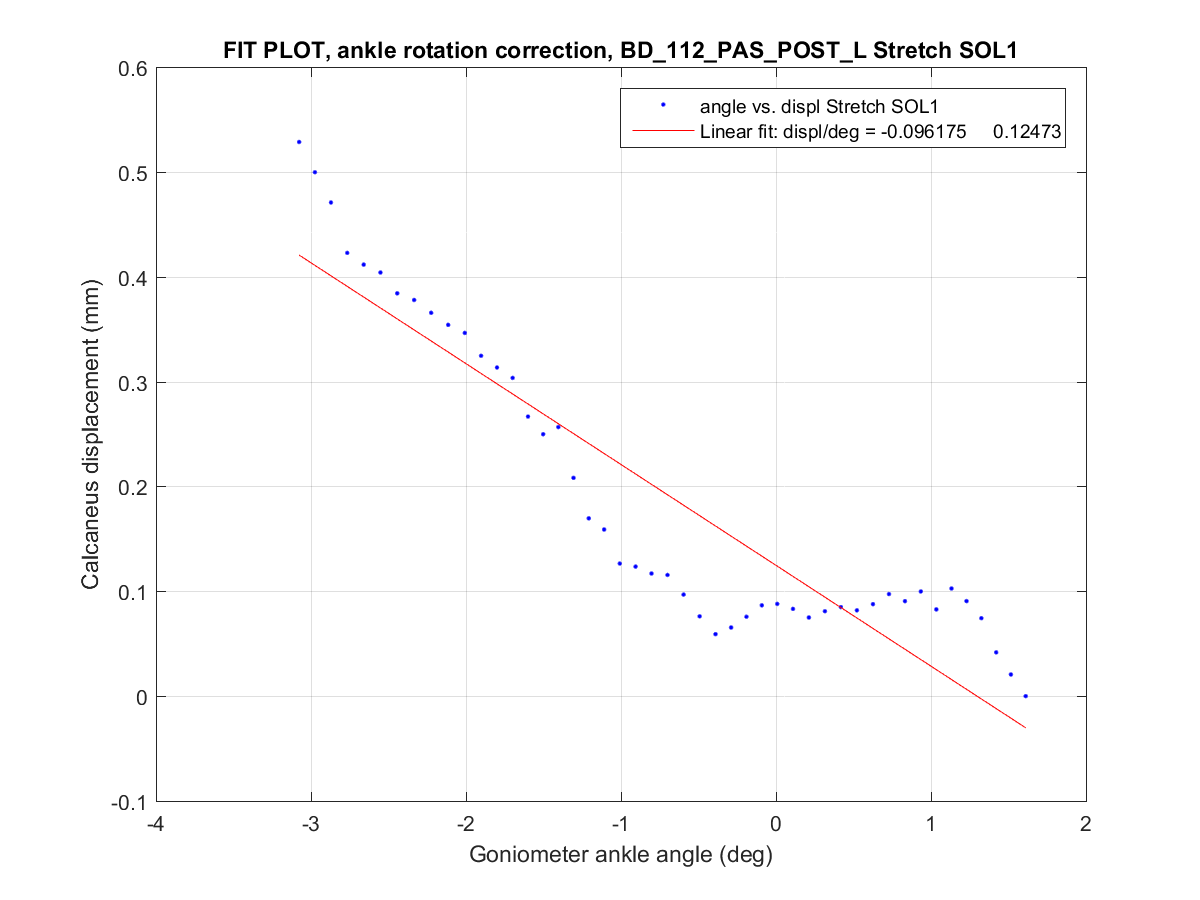 FIT PLOT, ankle rotation correction, BD_112_PAS_POST_L Stretch SOL1
0.6
angle vs. displ Stretch SOL1
Linear fit: displ/deg = -0.096175 0.12473
0.5
0.4
0.3
0.2
0.1
0
-0.1
Calcaneus displacement (mm)
-4 -3 -2 -1 0 1 2
Goniometer ankle angle (deg)